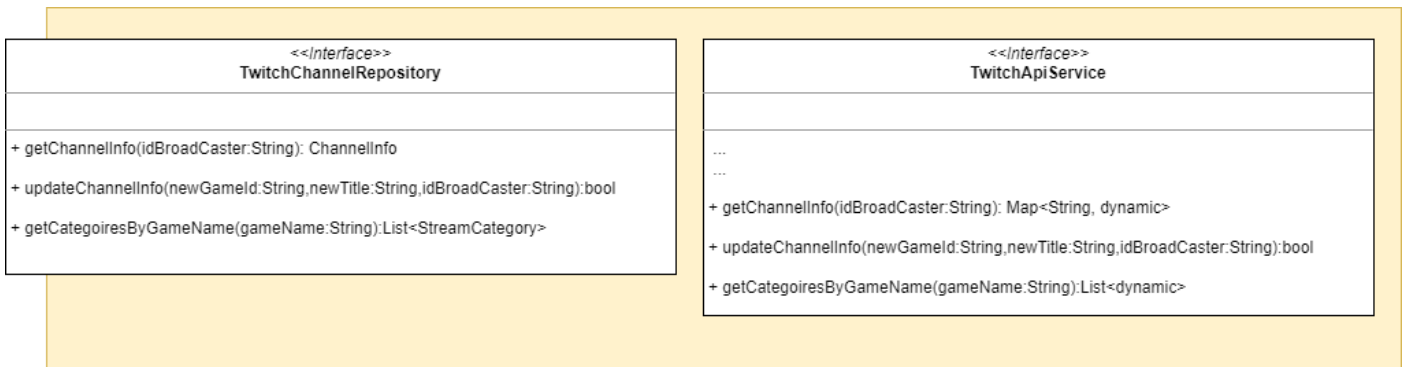 <<Interface>>
TwitchChannelRepository
+ getChannelInfo(idBroadCaster:String): ChannelInfo
+ updateChannelInfo(newGameId:String,newTitle:String,idBroadCaster:String):bool
+ getCategoiresByGameName(gameName:String):List<StreamCategory>
<<Interface>>
TwitchApiService
...
...
+ getChannelInfo(idBroadCaster:String): Map<String, dynamic>
+ updateChannelInfo(newGameId:String,newTitle:String,idBroadCaster:String):bool
+ getCategoiresByGameName(gameName:String):List<dynamic>